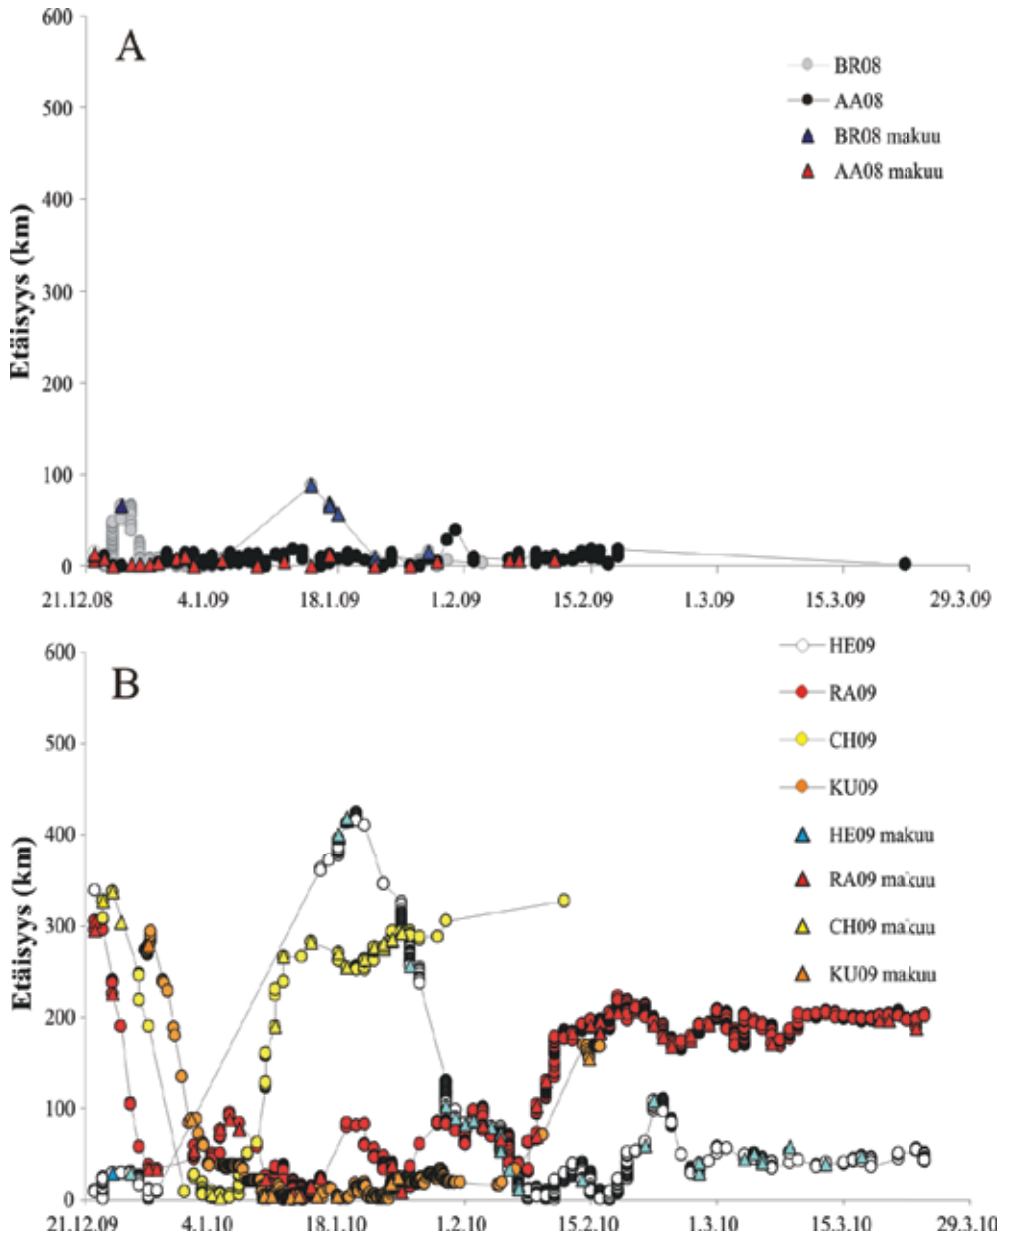 A
600
500
400
300
200
100
0
Etäisyys (km)
BR08
AA08
BR08 makuu
AA08 makuu
21.12.08 4.1.09 18.1.09 1.2.09 15.2.09 1.3.09 15.3.09 29.3.09
B
600
500
400
300
200
100
0
Etäisyys (km)
HE09
RA09
CH09
KU09
HE09 makuu
RA09 makuu
CH09 makuu
KU09 makuu
21.12.09 4.1.10 18.1.10 1.2.10 15.2.10 1.3.10 15.3.10 29.3.10